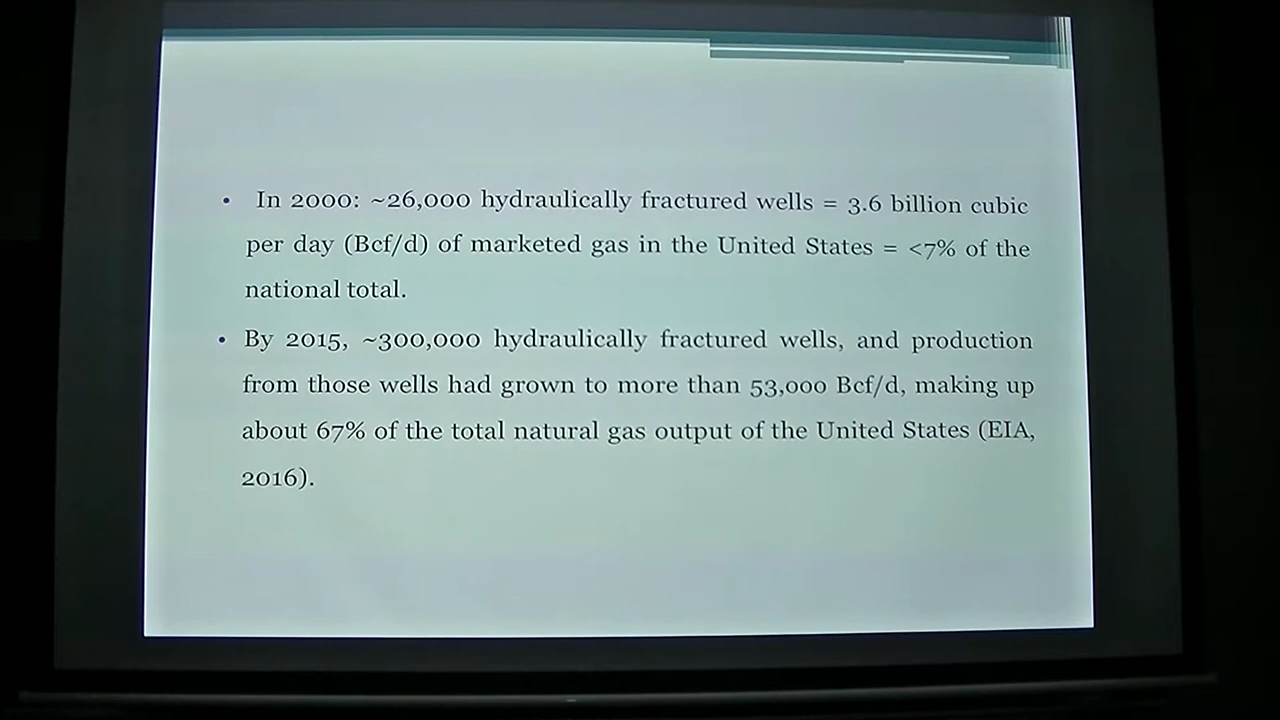 • In 2000: ~26,000 hydraulically fractured wells = 3.6 billion cubic
per day (Bcf/d) of marketed gas in the United States = <7% of the
national total.
• By 2015, ~300,000 hydraulically fractured wells, and production
from those wells had grown to more than 53,000 Bcf/d, making up
about 67% of the total natural gas output of the United States (EIA,
2016).